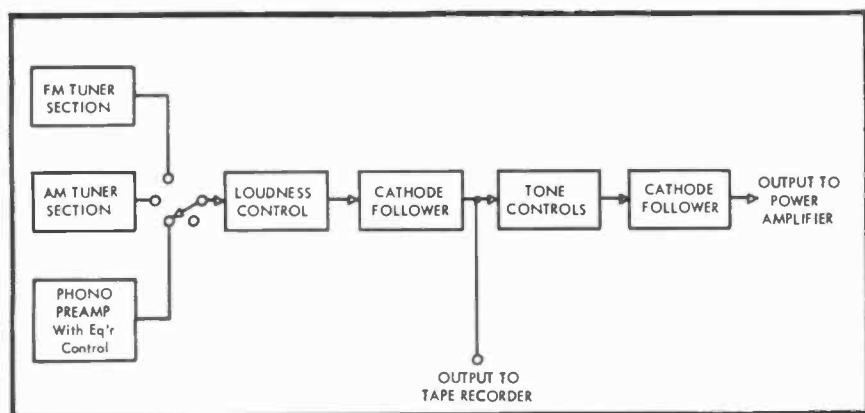 FM TUNER
SECTION
AM TUNER
SECTION
PHONO
PREAMP
With Eq'r
Control
LOUDNESS
CONTROL
CATHODE
FOLLOWER
TONE
CONTROLS
CATHODE
FOLLOWER
OUTPUT TO
POWER
AMPLIFIER
OUTPUT TO
TAPE RECORDER